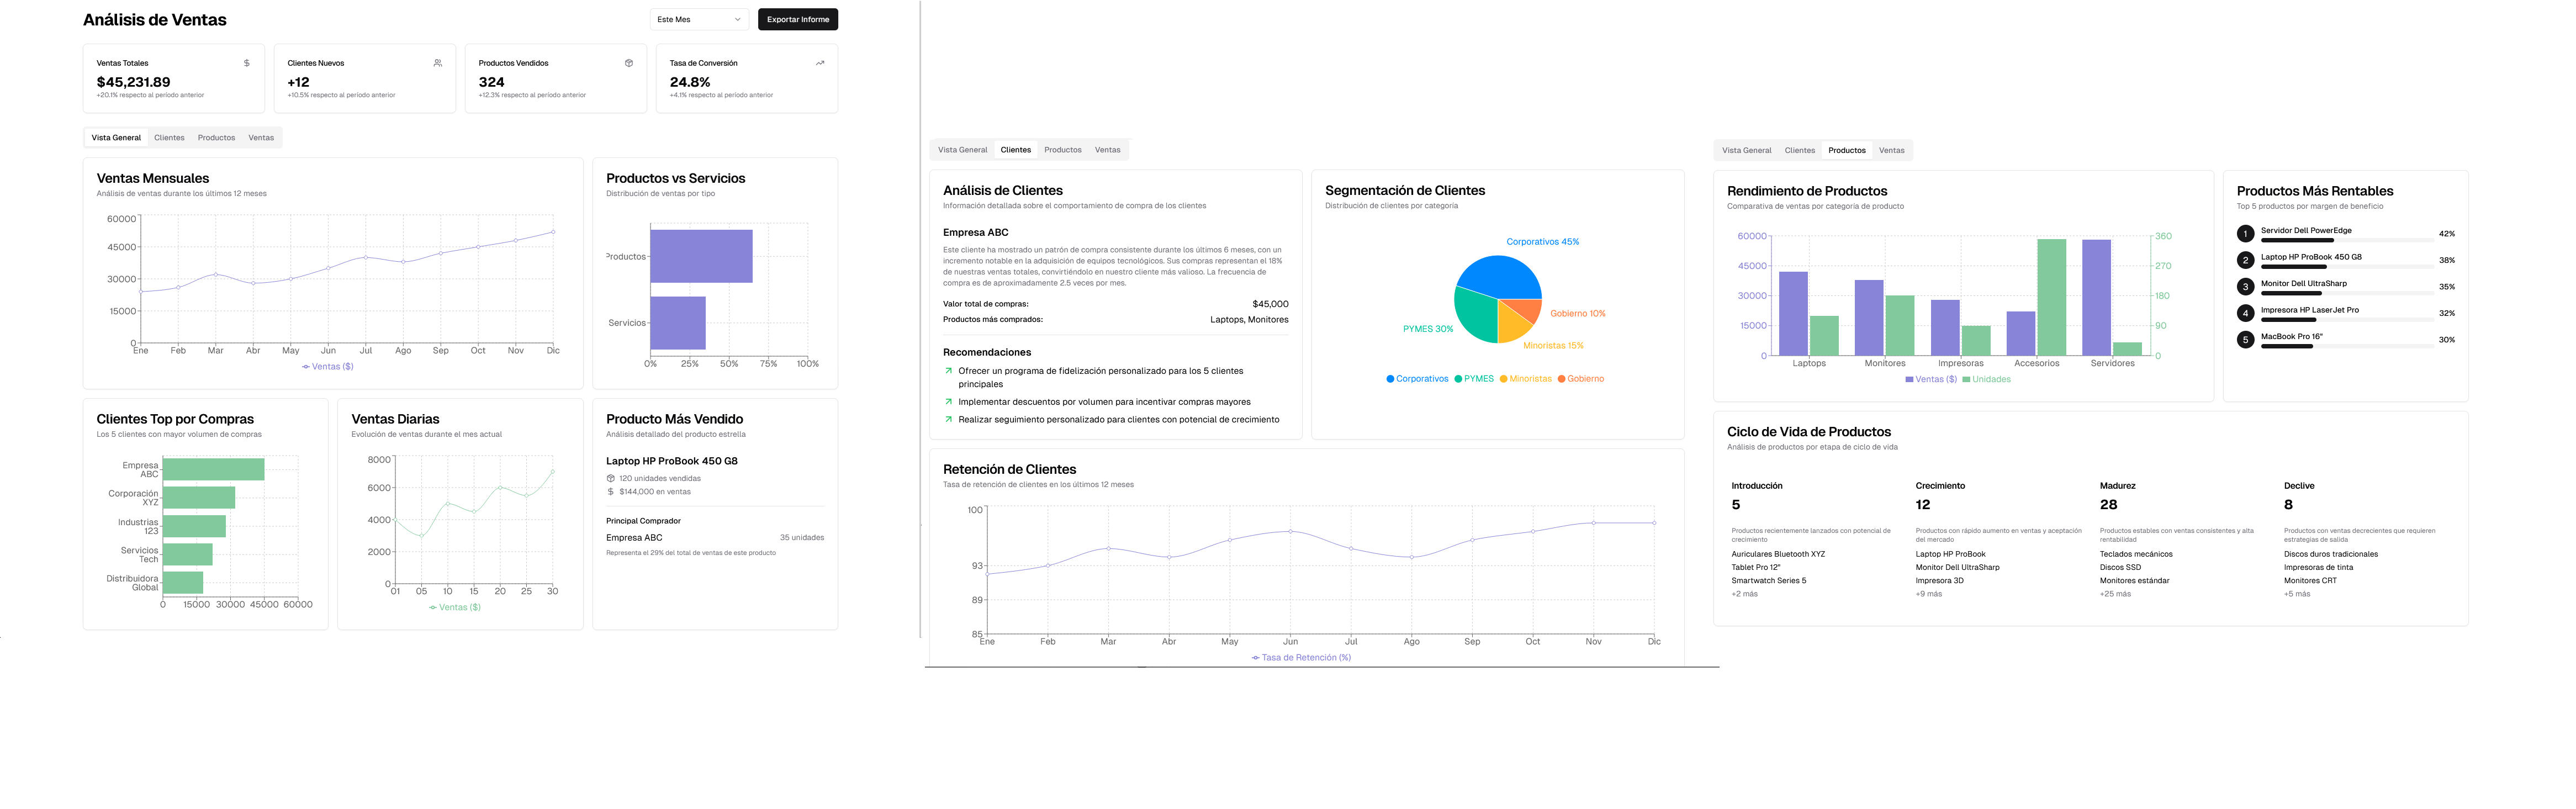 Análisis de Ventas
Este Mes
Exportar Informe
Ventas Totales
$45,231.89
+20.1% respecto al período anterior
Clientes Nuevos
+12
+10.5% respecto al período anterior
Productos Vendidos
324
+12.3% respecto al período anterior
Tasa de Conversión
24.8%
+4.1% respecto al período anterior
Vista General Clientes Productos Ventas
Ventas Mensuales
Análisis de ventas durante los últimos 12 meses
60000
45000
30000
15000
0
Ene Feb Mar Abr May Jun Jul Ago Sep Oct Nov Dic
Ventas ($)
Productos vs Servicios
Distribución de ventas por tipo
Productos
Servicios
0% 25% 50% 75% 100%
Clientes Top por Compras
Los 5 clientes con mayor volumen de compras
Empresa
ABC
Corporación
XYZ
Industrias
123
Servicios
Tech
Distribuidora
Global
0 15000 30000 45000 60000
Ventas Diarias
Evolución de ventas durante el mes actual
8000
6000
4000
2000
0
01 05 10 15 20 25 30
Ventas ($)
Producto Más Vendido
Análisis detallado del producto estrella
Laptop HP ProBook 450 G8
120 unidades vendidas
$144,000 en ventas
Principal Comprador
Empresa ABC 35 unidades
Representa el 29% del total de ventas de este producto
Vista General Clientes Productos Ventas
Análisis de Clientes
Información detallada sobre el comportamiento de compra de los clientes
Empresa ABC
Este cliente ha mostrado un patrón de compra consistente durante los últimos 6 meses, con un
incremento notable en la adquisición de equipos tecnológicos. Sus compras representan el 18%
de nuestras ventas totales, convirtiéndolo en nuestro cliente más valioso. La frecuencia de
compra es de aproximadamente 2.5 veces por mes.
Valor total de compras: $45,000
Productos más comprados: Laptops, Monitores
Recomendaciones
Ofrecer un programa de fidelización personalizado para los 5 clientes
principales
Implementar descuentos por volumen para incentivar compras mayores
Realizar seguimiento personalizado para clientes con potencial de crecimiento
Segmentación de Clientes
Distribución de clientes por categoría
Corporativos 45%
PYMES 30%
Gobierno 10%
Minoristas 15%
Corporativos PYMES Minoristas Gobierno
Retención de Clientes
Tasa de retención de clientes en los últimos 12 meses
100
93
89
85
Ene Feb Mar Abr May Jun Jul Ago Sep Oct Nov Dic
Tasa de Retención (%)
Vista General Clientes Productos Ventas
Rendimiento de Productos
Comparativa de ventas por categoría de producto
60000
45000
30000
15000
0
360
270
180
90
0
Laptops Monitores Impresoras Accesorios Servidores
Ventas ($) Unidades
Productos Más Rentables
Top 5 productos por margen de beneficio
1 Servidor Dell PowerEdge 42%
2 Laptop HP ProBook 450 G8 38%
3 Monitor Dell UltraSharp 35%
4 Impresora HP LaserJet Pro 32%
5 MacBook Pro 16" 30%
Ciclo de Vida de Productos
Análisis de productos por etapa de ciclo de vida
Introducción
5
Productos recientemente lanzados con potencial de
crecimiento
Auriculares Bluetooth XYZ
Tablet Pro 12"
Smartwatch Series 5
+2 más
Crecimiento
12
Productos con rápido aumento en ventas y aceptación
del mercado
Laptop HP ProBook
Monitor Dell UltraSharp
Impresora 3D
+9 más
Madurez
28
Productos estables con ventas consistentes y alta
rentabilidad
Teclados mecánicos
Discos SSD
Monitores estándar
+25 más
Declive
8
Productos con ventas decrecientes que requieren
estrategias de salida
Discos duros tradicionales
Impresoras de tinta
Monitores CRT
+5 más